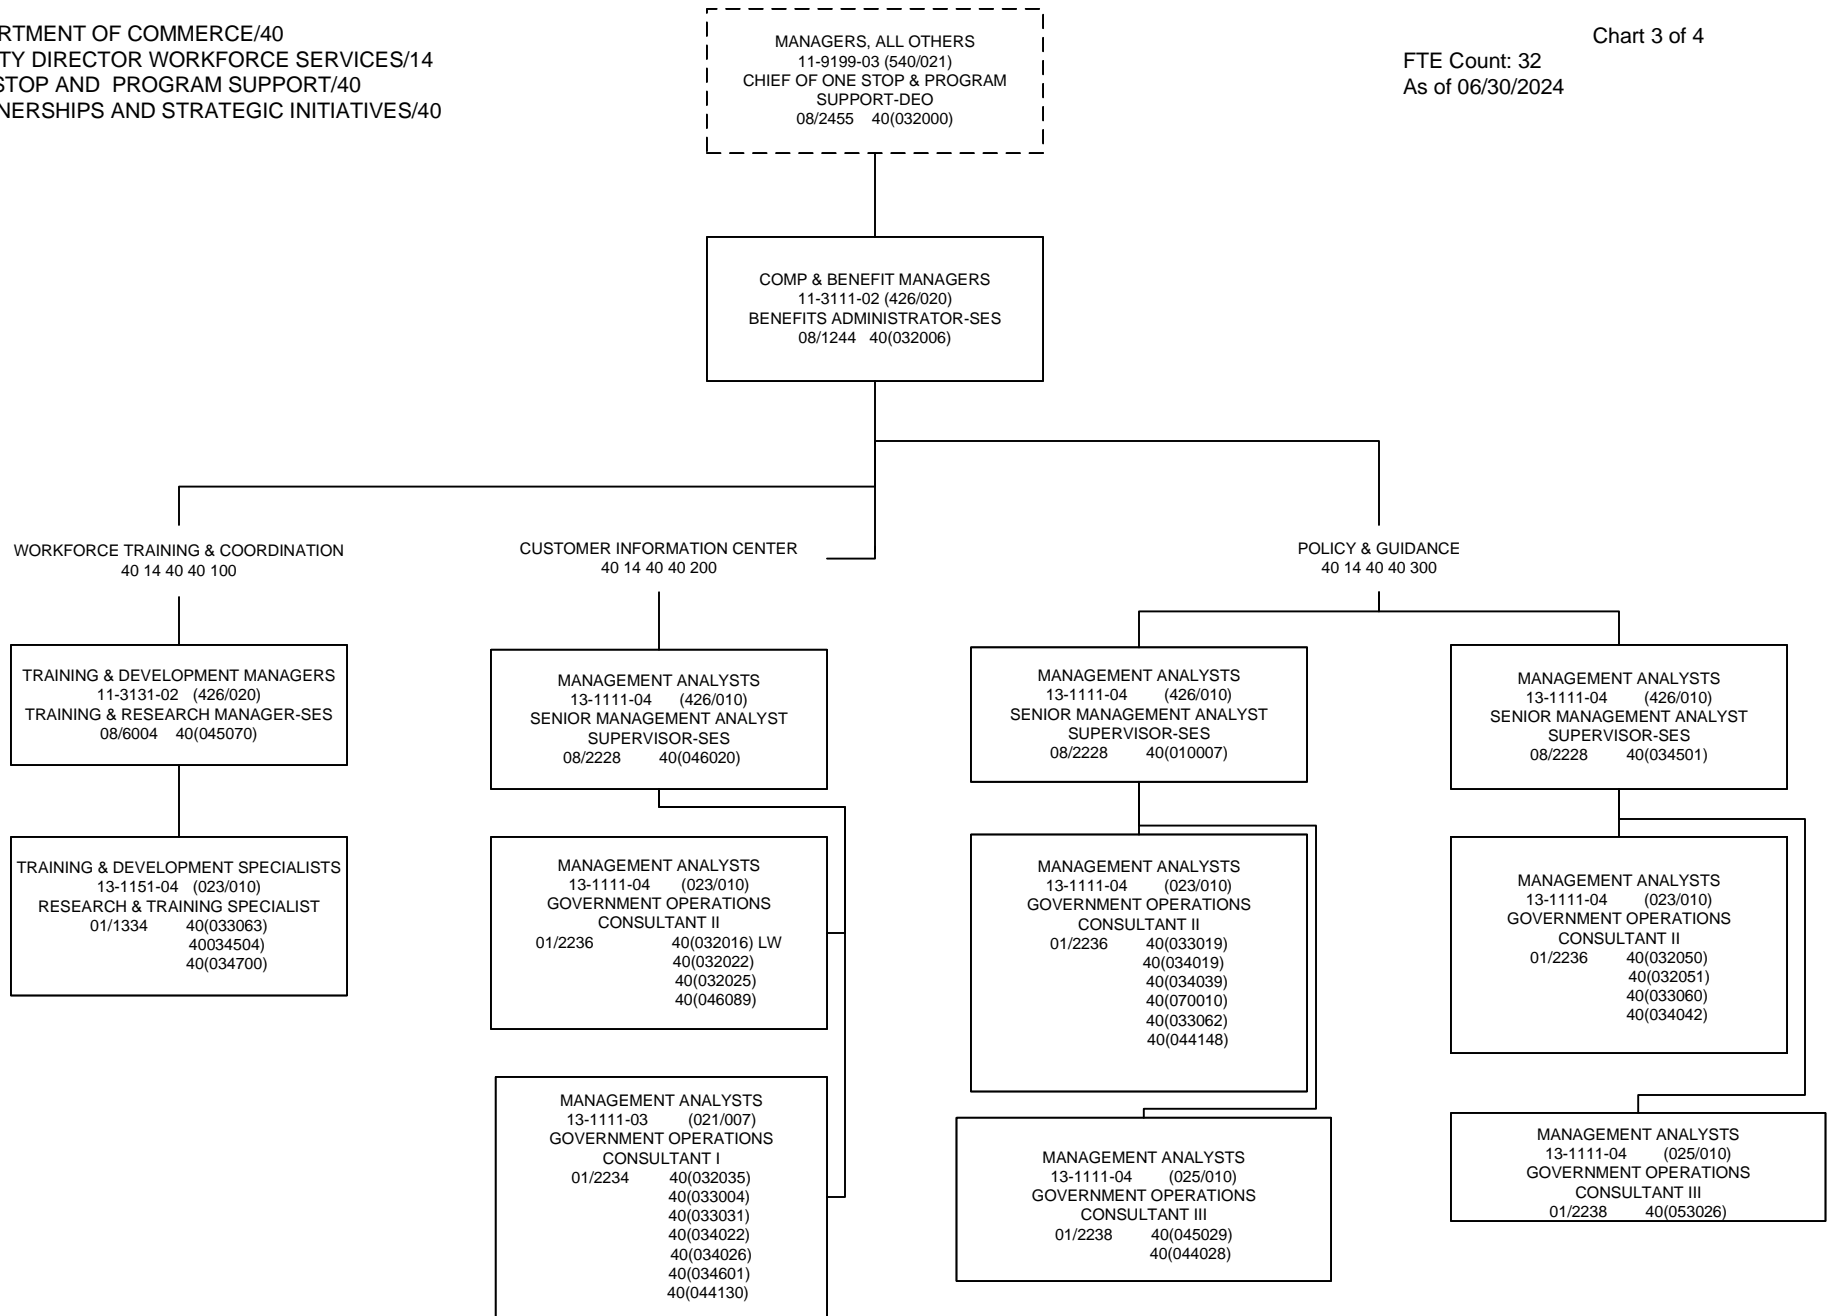 RTMENT OF COMMERCE/40
TY DIRECTOR WORKFORCE SERVICES/14
STOP AND PROGRAM SUPPORT/40
NERSHIPS AND STRATEGIC INITIATIVES/40
Chart 3 of 4
FTE Count: 32
As of 06/30/2024
MANAGERS, ALL OTHERS
11-9199-03 (540/021)
CHIEF OF ONE STOP & PROGRAM
SUPPORT-DEO
08/2455 40(032000)
COMP & BENEFIT MANAGERS
11-3111-02 (426/020)
BENEFITS ADMINISTRATOR-SES
08/1244 40(032006)
WORKFORCE TRAINING & COORDINATION
40 14 40 40 100
TRAINING & DEVELOPMENT MANAGERS
11-3131-02 (426/020)
TRAINING & RESEARCH MANAGER-SES
08/6004 40(045070)
TRAINING & DEVELOPMENT SPECIALISTS
13-1151-04 (023/010)
RESEARCH & TRAINING SPECIALIST
01/1334 40(033063)
40034504)
40(034700)
CUSTOMER INFORMATION CENTER
40 14 40 40 200
MANAGEMENT ANALYSTS
13-1111-04 (426/010)
SENIOR MANAGEMENT ANALYST
SUPERVISOR-SES
08/2228 40(046020)
MANAGEMENT ANALYSTS
13-1111-04 (023/010)
GOVERNMENT OPERATIONS
CONSULTANT II
01/2236 40(032016) LW
40(032022)
40(032025)
40(046089)
MANAGEMENT ANALYSTS
13-1111-03 (021/007)
GOVERNMENT OPERATIONS
CONSULTANT I
01/2234 40(032035)
40(033004)
40(033031)
40(034022)
40(034026)
40(034601)
40(044130)
POLICY & GUIDANCE
40 14 40 40 300
MANAGEMENT ANALYSTS
13-1111-04 (426/010)
SENIOR MANAGEMENT ANALYST
SUPERVISOR-SES
08/2228 40(010007)
MANAGEMENT ANALYSTS
13-1111-04 (023/010)
GOVERNMENT OPERATIONS
CONSULTANT II
01/2236 40(033019)
40(034019)
40(034039)
40(070010)
40(033062)
40(044148)
MANAGEMENT ANALYSTS
13-1111-04 (025/010)
GOVERNMENT OPERATIONS
CONSULTANT III
01/2238 40(045029)
40(044028)
MANAGEMENT ANALYSTS
13-1111-04 (426/010)
SENIOR MANAGEMENT ANALYST
SUPERVISOR-SES
08/2228 40(034501)
MANAGEMENT ANALYSTS
13-1111-04 (023/010)
GOVERNMENT OPERATIONS
CONSULTANT II
01/2236 40(032050)
40(032051)
40(033060)
40(034042)
MANAGEMENT ANALYSTS
13-1111-04 (025/010)
GOVERNMENT OPERATIONS
CONSULTANT III
01/2238 40(053026)